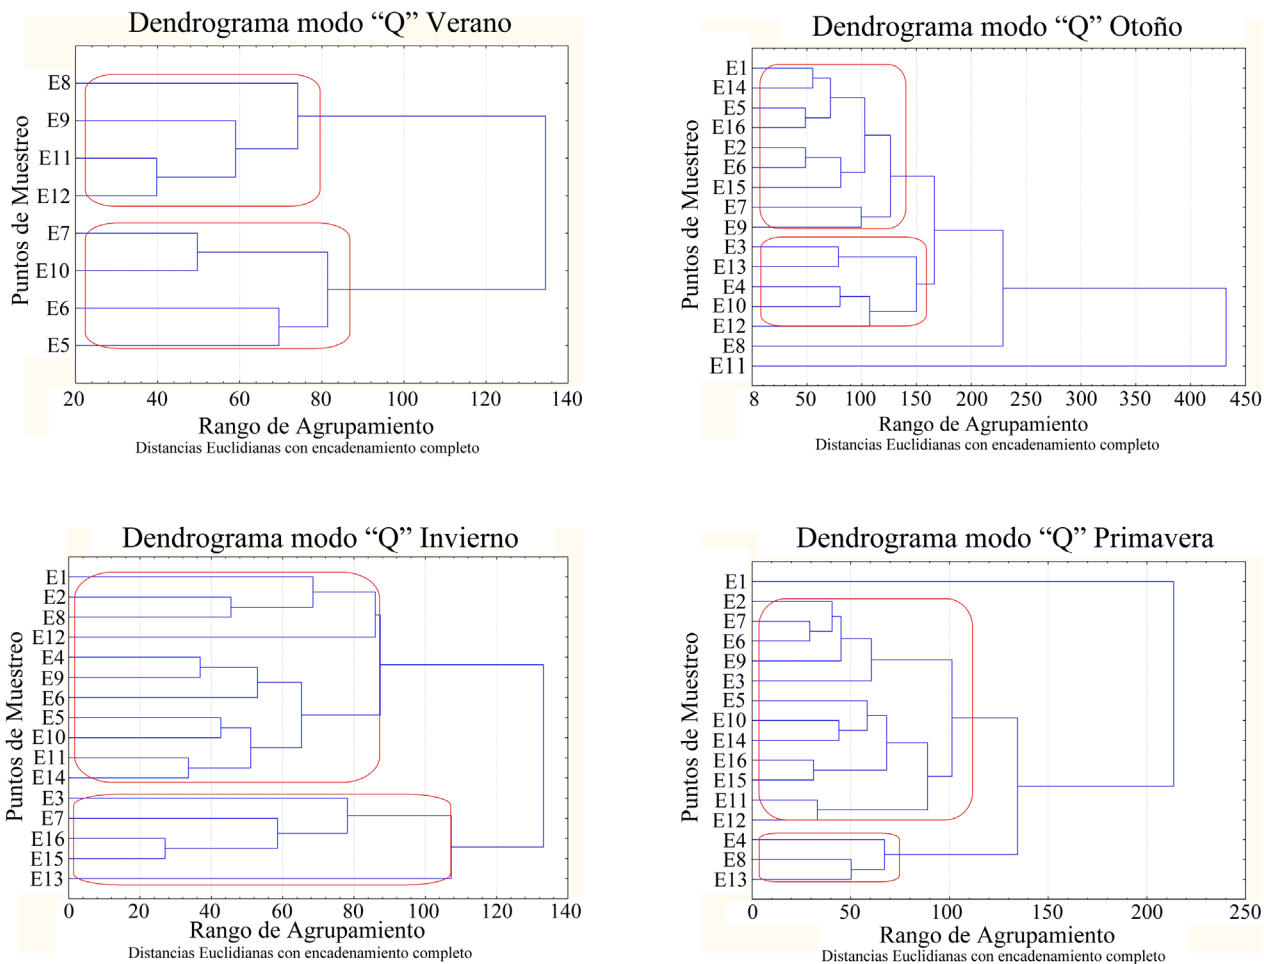 Dendrograma modo “Q” Verano
Puntos de Muestreo
E8
E9
E11
E12
E7
E10
E6
E5
20 40 60 80 100 120 140
Rango de Agrupamiento
Distancias Euclidianas con encadenamiento completo
Dendrograma modo “Q” Otoño
Puntos de Muestreo
E1
E14
E5
E16
E2
E6
E15
E7
E9
E3
E13
E4
E10
E12
E8
E11
8 50 100 200 300 400 450
Rango de Agrupamiento
Distancias Euclidianas con encadenamiento completo
Dendrograma modo “Q” Invierno
Puntos de Muestreo
E1
E2
E8
E12
E4
E9
E6
E5
E10
E11
E14
E3
E7
E16
E15
E13
0 20 40 60 80 100 120 140
Rango de Agrupamiento
Distancias Euclidianas con encadenamiento completo
Dendrograma modo “Q” Primavera
Puntos de Muestreo
E1
E2
E7
E6
E9
E3
E5
E10
E14
E16
E15
E11
E12
E4
E8
E13
0 50 100 150 200 250
Rango de Agrupamiento
Distancias Euclidianas con encadenamiento completo